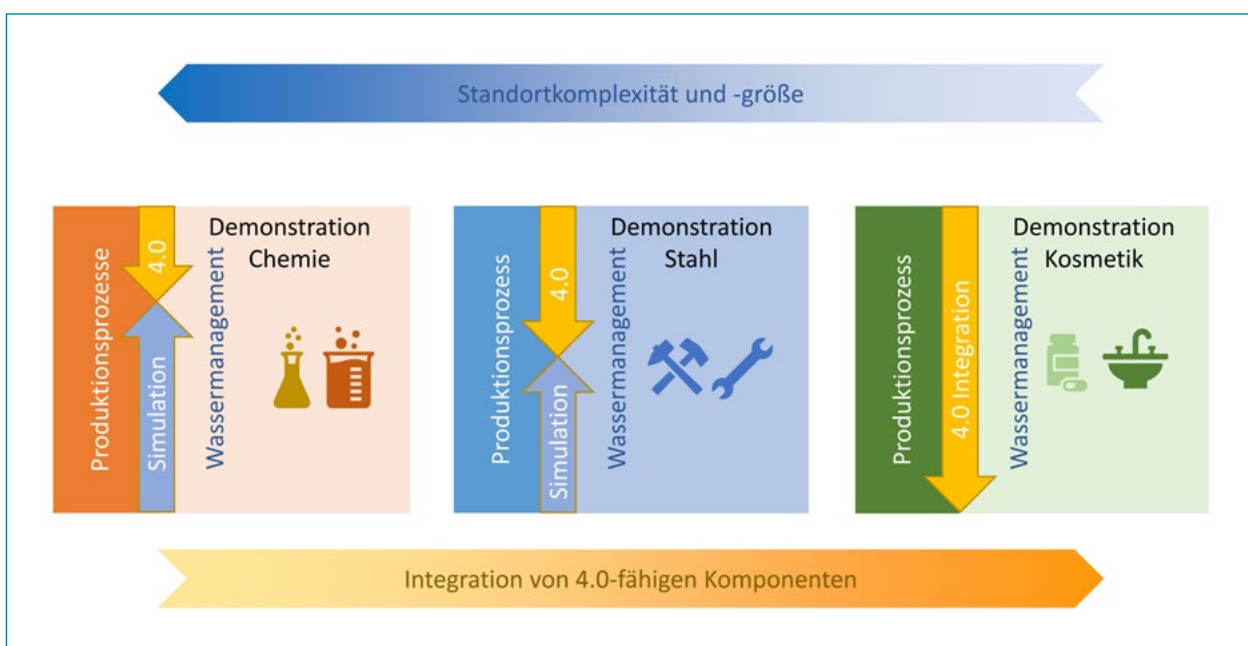 Standortkomplexität und -größe
Produktionsprozesse
4.0
Simulation
Wassermanagement
Demonstration
Chemie
Produktionsprozess
4.0
Simulation
Wassermanagement
Demonstration
Stahl
Produktionsprozess
4.0 Integration
Wassermanagement
Demonstration
Kosmetik
Integration von 4.0-fähigen Komponenten